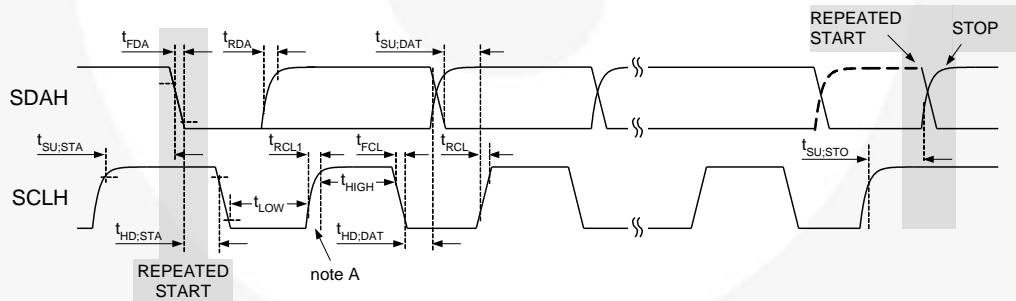 REPEATED
START
STOP
tFDA
tRDA
tSU;DAT
SDAH
tSU;STA
tRCL1
tFCL
tRCL
tSU;STO
tHIGH
SCLH
tLOW
tHD;STA
tHD;DAT
note A
REPEATED
START